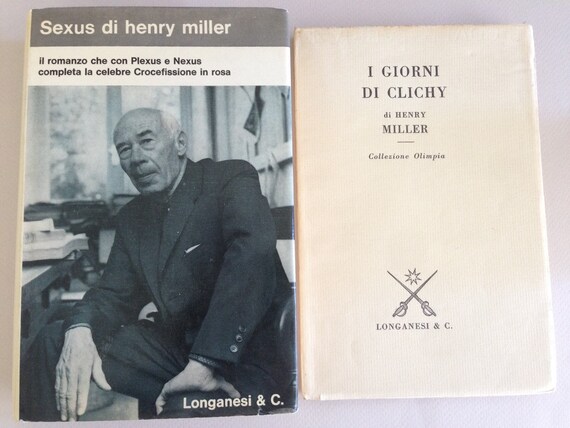 Sexus di henry miller
il romanzo che con Plexus e Nexus
completa la celebre Crocefissione in rosa
Longanesi & C.
I GIORNI
DI CLICHY
di HENRY
MILLER
Collezione Olimpia
LONGANESI & C.